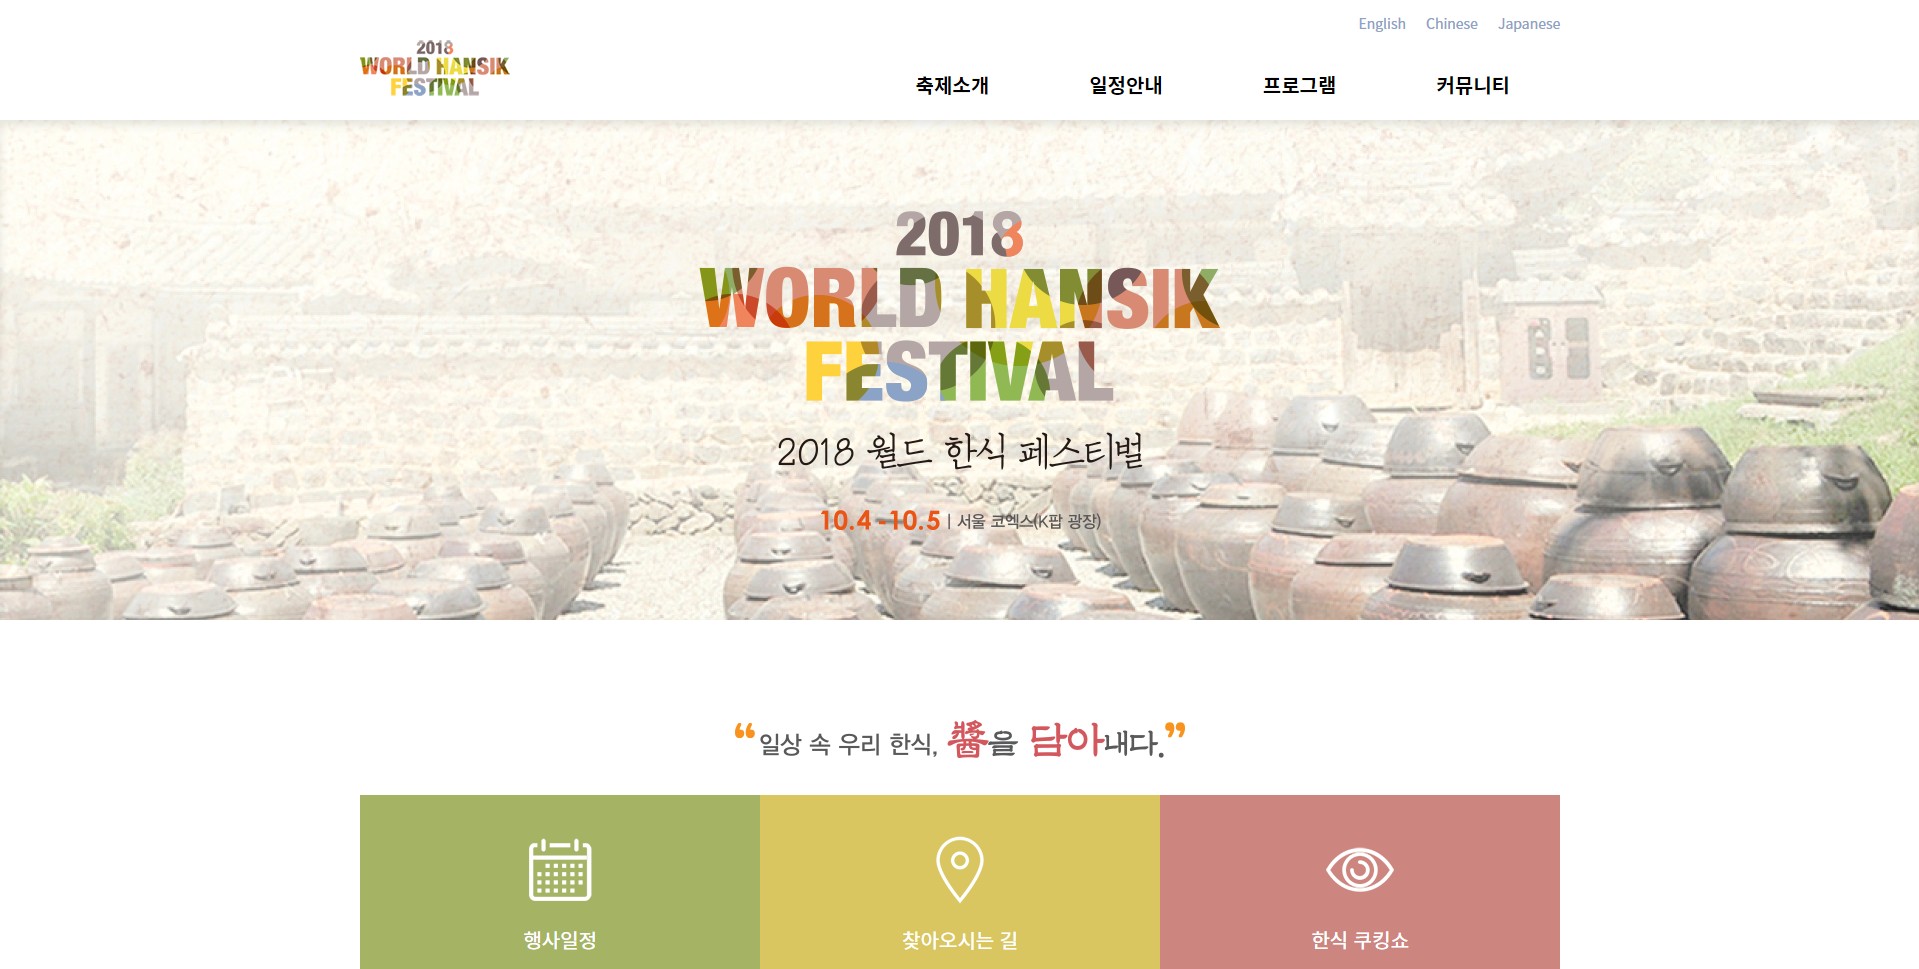 English Chinese Japanese
2018
WORLD HANSIK
FESTIVAL
축제소개 일정안내 프로그램 커뮤니티
2018
WORLD HANSIK
FESTIVAL
2018 월드 한식 페스티벌
10.4 -10.5 | 서울 코엑스(K팝 광장)
“일상 속 우리 한식, 醬을 담아내다.”
행사일정 찾아오시는 길 한식 쿠킹쇼